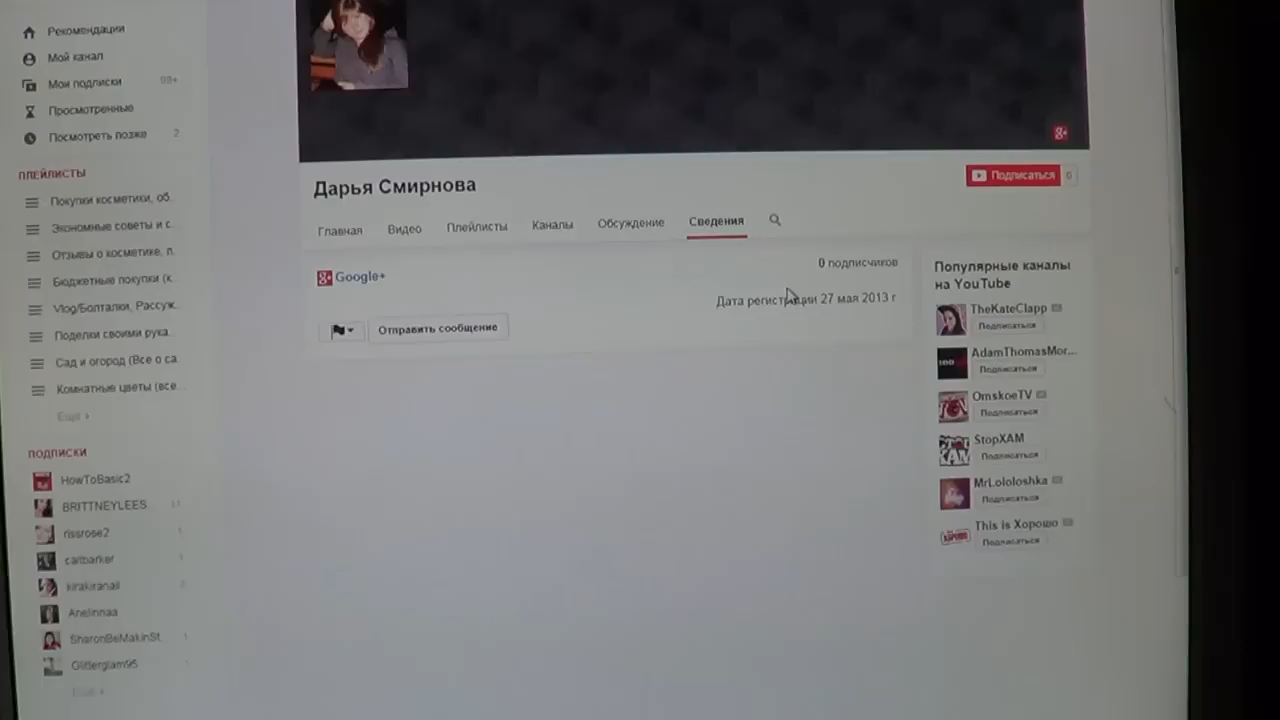 Рекомендации
Мой канал
Мои подписки 99+
Просмотренные
Посмотреть позже 2
ПЛЕЙЛИСТЫ
Покупки косметики, об...
Экономные советы и с...
Отзывы о косметике, п...
Бюджетные покупки (к...
Vlog/Болталки, Рассуж...
Поделки своими рука...
Сад и огород (Все о са...
Комнатные цветы (все...
Ещё
ПОДПИСКИ
HowToBasic2
BRITTNEYLEES
rissrose2
caitbarker
kirakiranail
Anelinnaa
SharonBeMakinSt
Glitterglam95
Ещё
g+
Дарья Смирнова
Подписаться 0
Главная Видео Плейлисты Каналы Обсуждение Сведения
g+ Google+
0 подписчиков
Дата регистрации 27 мая 2013 г
Отправить сообщение
Популярные каналы
на YouTube
TheKateClapp
Подписаться
AdamThomasMor...
Подписаться
OmskoeTV
Подписаться
StopXAM
Подписаться
MrLololoshka
Подписаться
This is Хорошо
Подписаться